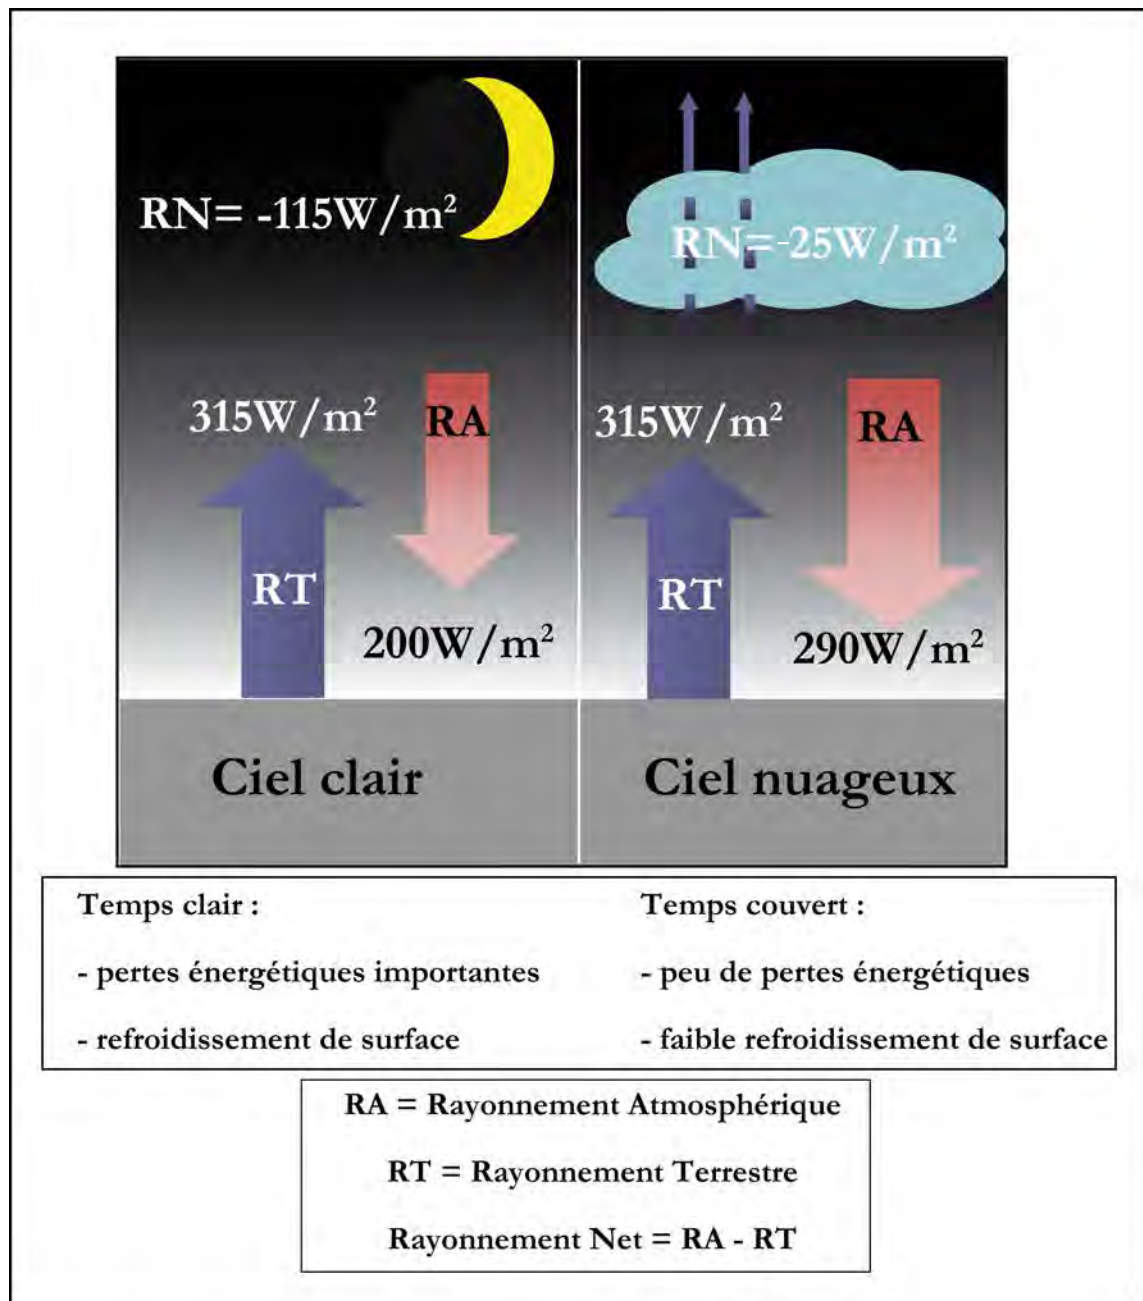 RN= -115W/m²
315W/m²
RA
RT
200W/m²
Ciel clair
RN=-25W/m²
315W/m²
RA
RT
290W/m²
Ciel nuageux
Temps clair :
- pertes énergétiques importantes
- refroidissement de surface
Temps couvert :
- peu de pertes énergétiques
- faible refroidissement de surface
RA = Rayonnement Atmosphérique
RT = Rayonnement Terrestre
Rayonnement Net = RA - RT